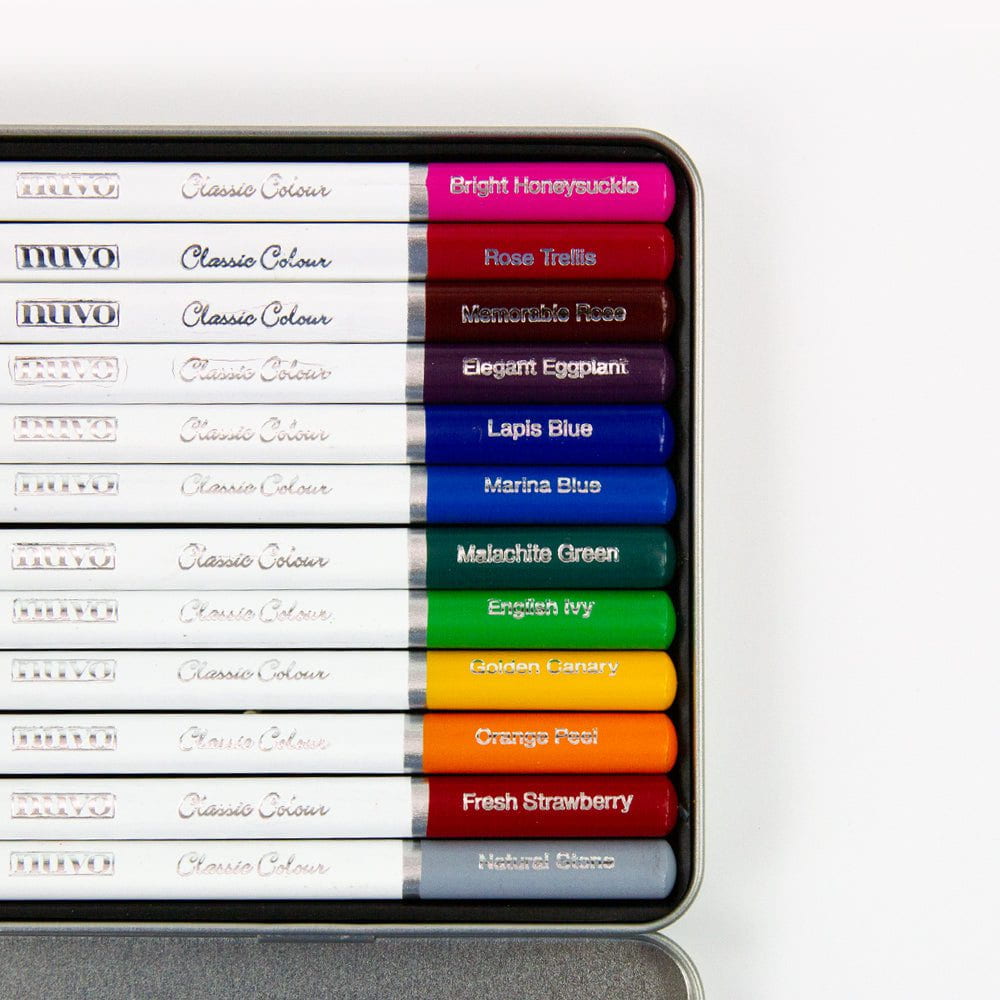 nuvo Classic Colour Bright Honeysuckle
nuvo Classic Colour Rose Trellis
nuvo Classic Colour Memorable Rose
nuvo Classic Colour Elegant Eggplant
nuvo Classic Colour Lapis Blue
nuvo Classic Colour Marina Blue
nuvo Classic Colour Malachite Green
nuvo Classic Colour English Ivy
nuvo Classic Colour Golden Canary
nuvo Classic Colour Orange Peel
nuvo Classic Colour Fresh Strawberry
nuvo Classic Colour Natural Stone